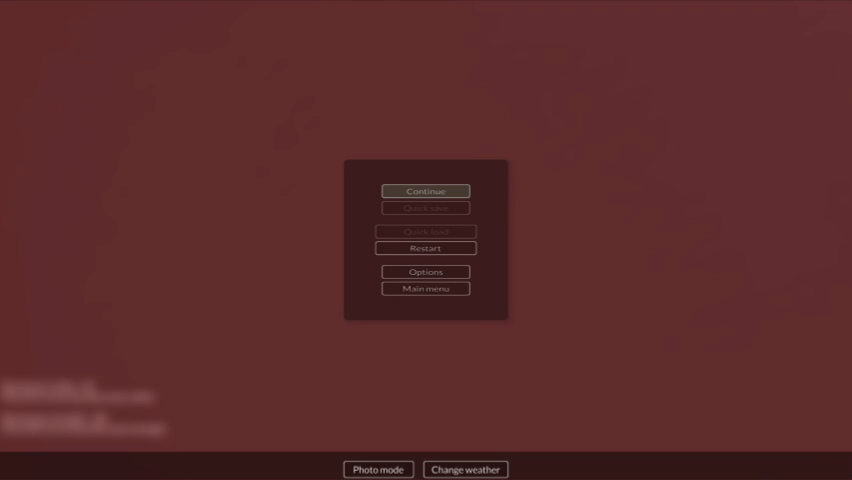 Continue
Quick save
Quick load
Restart
Options
Main menu
Photo mode
Change weather